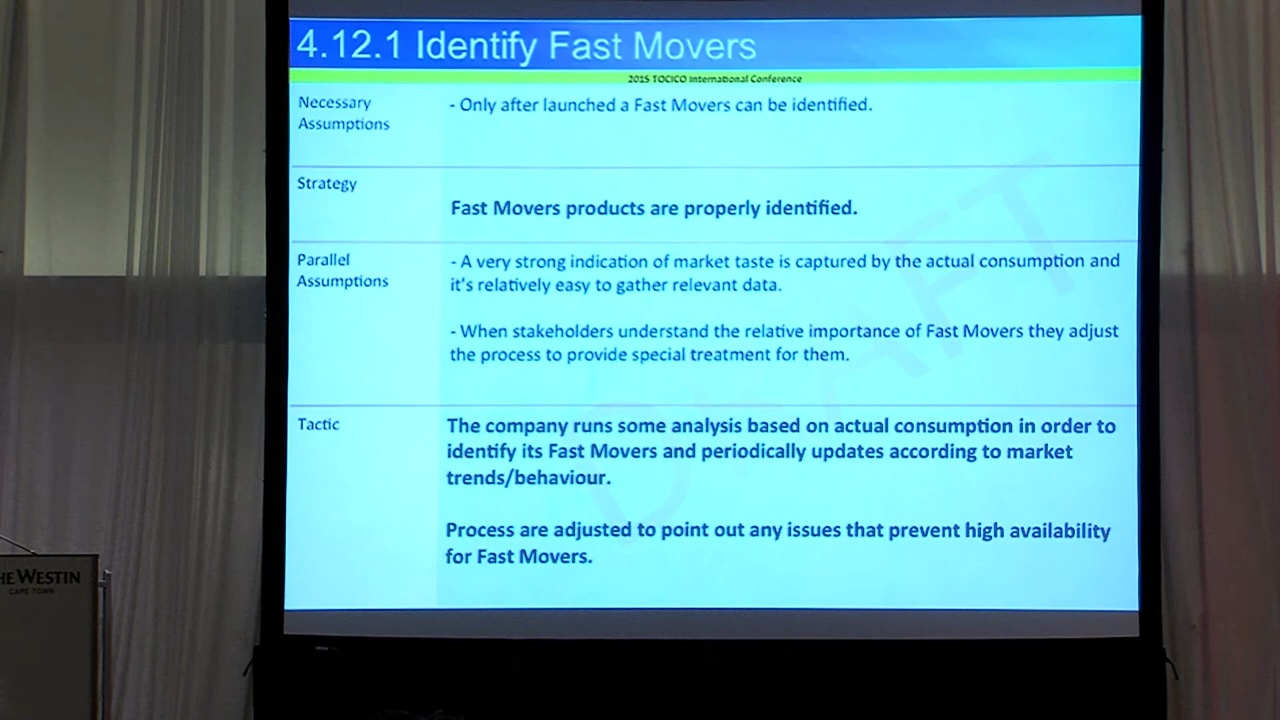 4.12.1 Identify Fast Movers
2015 TOCICO International Conference
Necessary
Assumptions
- Only after launched a Fast Movers can be identified.
Strategy
Fast Movers products are properly identified.
Parallel
Assumptions
- A very strong indication of market taste is captured by the actual consumption and
it's relatively easy to gather relevant data.
- When stakeholders understand the relative importance of Fast Movers they adjust
the process to provide special treatment for them.
Tactic
The company runs some analysis based on actual consumption in order to
identify its Fast Movers and periodically updates according to market
trends/behaviour.
Process are adjusted to point out any issues that prevent high availability
for Fast Movers.
DRAFT
HE WESTIN
CAPE TOWN